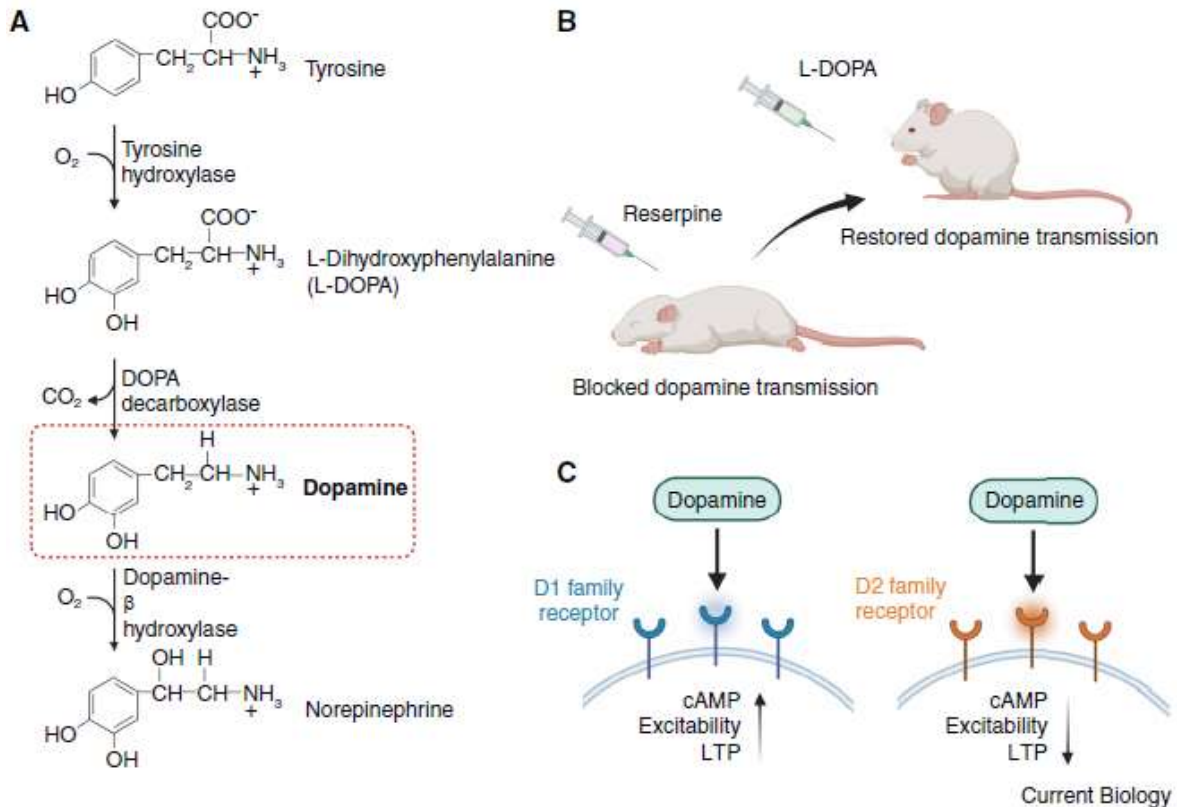 A
COO⁻
CH₂ CH NH₃
+
HO
Tyrosine
O₂
Tyrosine
hydroxylase
COO⁻
CH₂ CH NH₃
+
HO
OH
L-Dihydroxyphenylalanine
(L-DOPA)
CO₂
DOPA
decarboxylase
H
CH₂ CH NH₃
+
HO
OH
Dopamine
O₂
Dopamine-
β
hydroxylase
OH H
CH CH NH₃
+
HO
OH
Norepinephrine
B
L-DOPA
Reserpine
Restored dopamine transmission
Blocked dopamine transmission
C
Dopamine
D1 family
receptor
cAMP
Excitability
LTP
Dopamine
D2 family
receptor
cAMP
Excitability
LTP
Current Biology